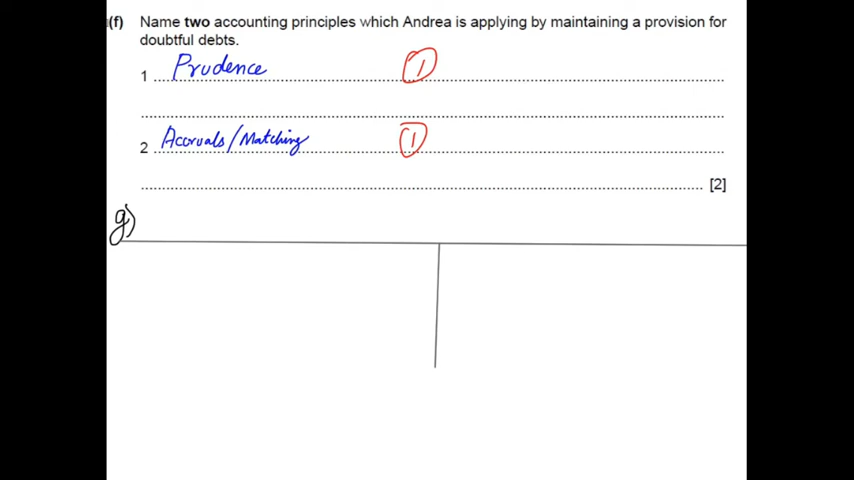 (f) Name two accounting principles which Andrea is applying by maintaining a provision for
doubtful debts.
1 Prudence 1
2 Accruals/Matching 1
[2]
g)